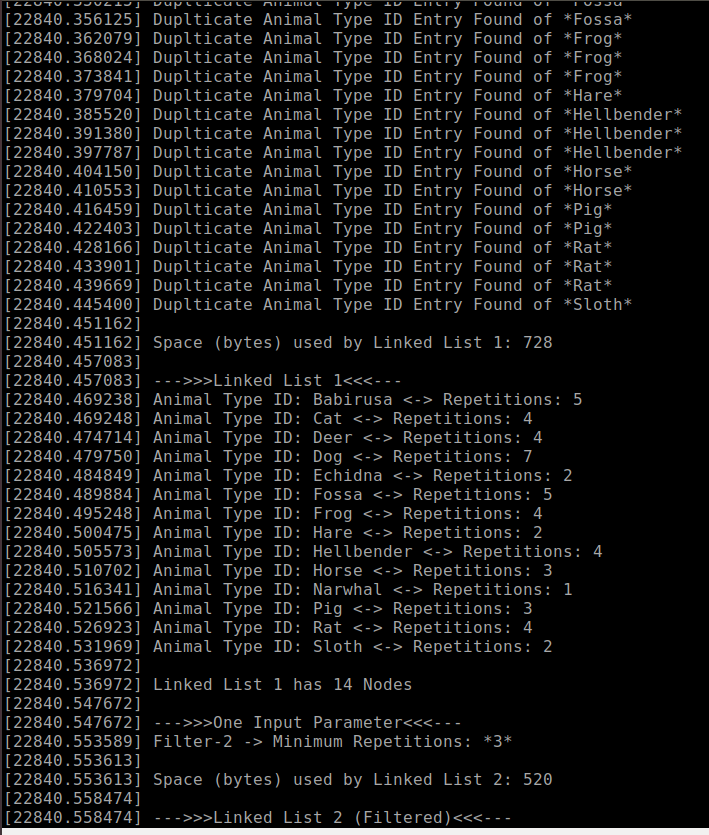 [22840.356125] Duplticate Animal Type ID Entry Found of *Fossa*
[22840.362079] Duplticate Animal Type ID Entry Found of *Frog*
[22840.368024] Duplticate Animal Type ID Entry Found of *Frog*
[22840.373841] Duplticate Animal Type ID Entry Found of *Frog*
[22840.379704] Duplticate Animal Type ID Entry Found of *Hare*
[22840.385520] Duplticate Animal Type ID Entry Found of *Hellbender*
[22840.391380] Duplticate Animal Type ID Entry Found of *Hellbender*
[22840.397787] Duplticate Animal Type ID Entry Found of *Hellbender*
[22840.404150] Duplticate Animal Type ID Entry Found of *Horse*
[22840.410553] Duplticate Animal Type ID Entry Found of *Horse*
[22840.416459] Duplticate Animal Type ID Entry Found of *Pig*
[22840.422403] Duplticate Animal Type ID Entry Found of *Pig*
[22840.428166] Duplticate Animal Type ID Entry Found of *Rat*
[22840.433901] Duplticate Animal Type ID Entry Found of *Rat*
[22840.439669] Duplticate Animal Type ID Entry Found of *Rat*
[22840.445400] Duplticate Animal Type ID Entry Found of *Sloth*
[22840.451162]
[22840.451162] Space (bytes) used by Linked List 1: 728
[22840.457083]
[22840.457083] --->>>Linked List 1<<<---
[22840.469238] Animal Type ID: Babirusa <-> Repetitions: 5
[22840.469248] Animal Type ID: Cat <-> Repetitions: 4
[22840.474714] Animal Type ID: Deer <-> Repetitions: 4
[22840.479750] Animal Type ID: Dog <-> Repetitions: 7
[22840.484849] Animal Type ID: Echidna <-> Repetitions: 2
[22840.489884] Animal Type ID: Fossa <-> Repetitions: 5
[22840.495248] Animal Type ID: Frog <-> Repetitions: 4
[22840.500475] Animal Type ID: Hare <-> Repetitions: 2
[22840.505573] Animal Type ID: Hellbender <-> Repetitions: 4
[22840.510702] Animal Type ID: Horse <-> Repetitions: 3
[22840.516341] Animal Type ID: Narwhal <-> Repetitions: 1
[22840.521566] Animal Type ID: Pig <-> Repetitions: 3
[22840.526923] Animal Type ID: Rat <-> Repetitions: 4
[22840.531969] Animal Type ID: Sloth <-> Repetitions: 2
[22840.536972]
[22840.536972] Linked List 1 has 14 Nodes
[22840.547672]
[22840.547672] --->>>One Input Parameter<<<---
[22840.553589] Filter-2 -> Minimum Repetitions: *3*
[22840.553613]
[22840.553613] Space (bytes) used by Linked List 2: 520
[22840.558474]
[22840.558474] --->>>Linked List 2 (Filtered)<<<---